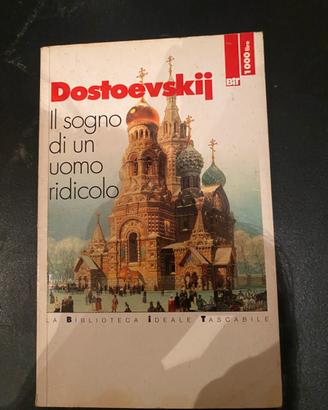 Dostoevskij
BIT 1000 lire
Il sogno
di un
uomo
ridicolo
LA BIBLIOTECA IDEALE TASCABILE